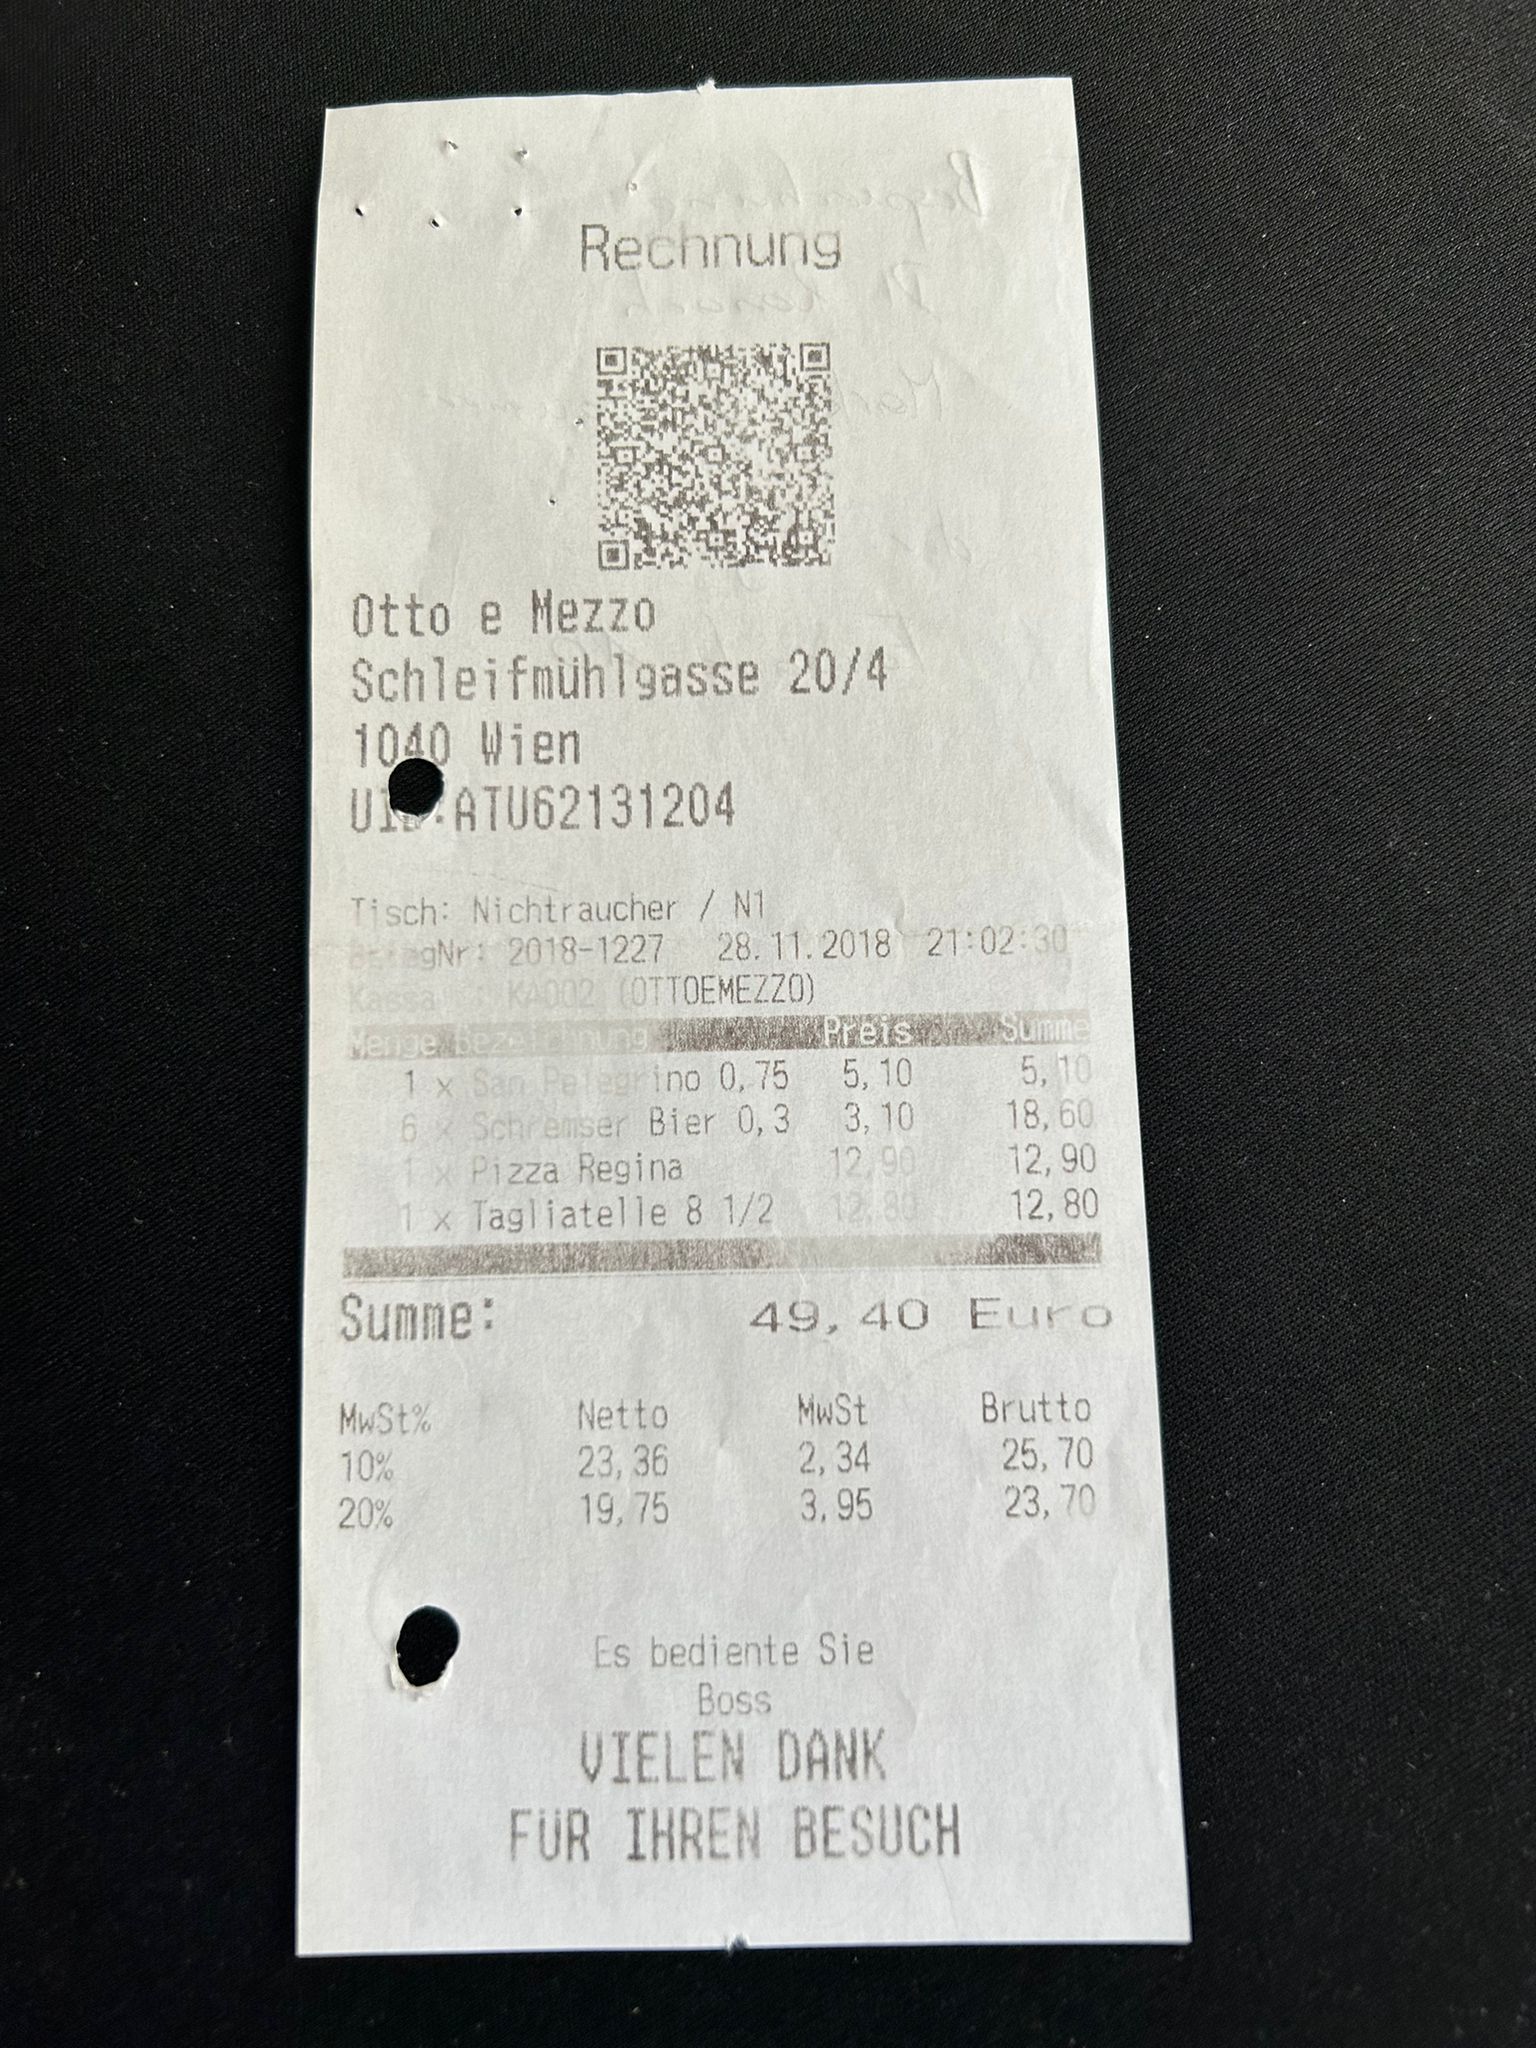 Rechnung
Otto e Mezzo
Schleifmühlgasse 20/4
1040 Wien
UID:ATU62131204
Tisch: Nichtraucher / N1
BelegNr: 2018-1227 28.11.2018 21:02:30
Kassa : KA002 (OTTOEMEZZO)
Menge Bezeichnung Preis Summe
1 x San Pelegrino 0,75 5,10 5,10
6 x Schremser Bier 0,3 3,10 18,60
1 x Pizza Regina 12,90 12,90
1 x Tagliatelle 8 1/2 12,80 12,80
Summe: 49,40 Euro
MwSt% Netto MwSt Brutto
10% 23,36 2,34 25,70
20% 19,75 3,95 23,70
Es bediente Sie
Boss
VIELEN DANK
FÜR IHREN BESUCH